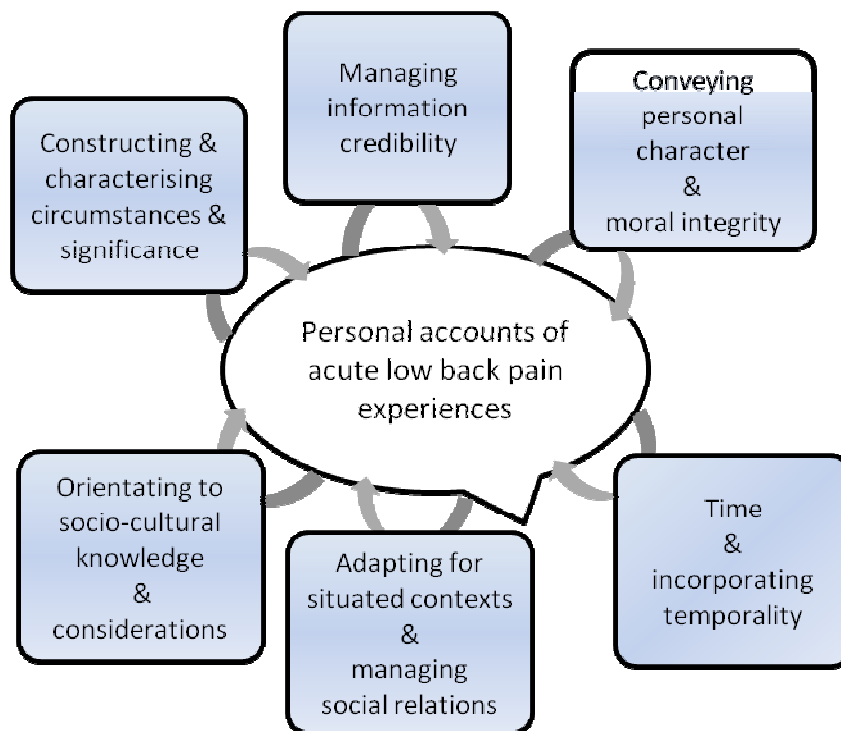 Managing
information
credibility
Conveying
personal
character
&
moral integrity
Constructing &
characterising
circumstances &
significance
Personal accounts of
acute low back pain
experiences
Orientating to
socio-cultural
knowledge
&
considerations
Adapting for
situated contexts
&
managing
social relations
Time
&
incorporating
temporality